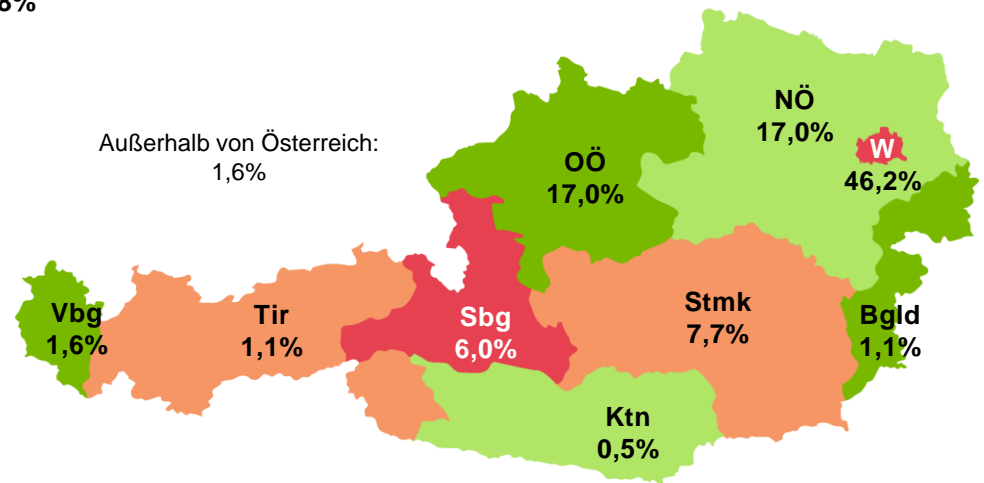 Außerhalb von Österreich:
1,6%
NÖ
17,0%
W
46,2%
OÖ
17,0%
Vbg
1,6%
Tir
1,1%
Sbg
6,0%
Stmk
7,7%
Bgld
1,1%
Ktn
0,5%